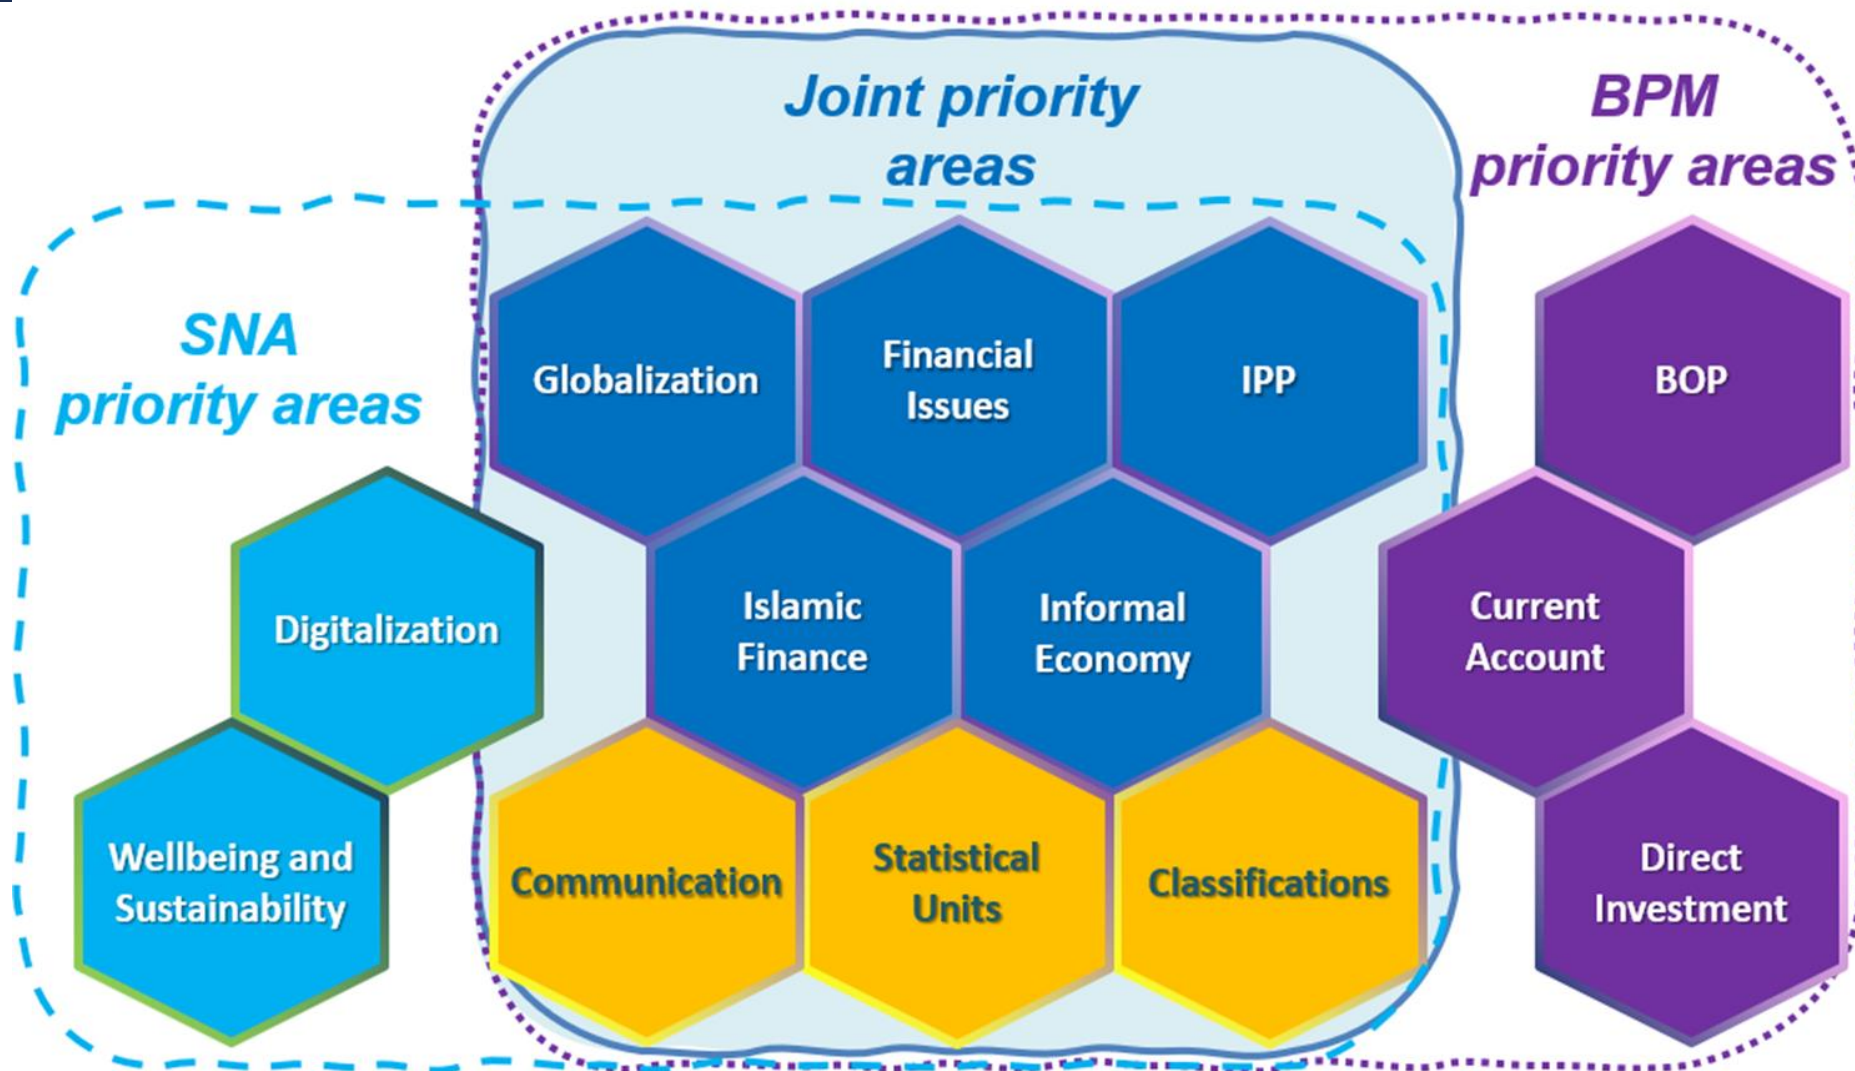 Joint priority
areas
BPM
priority areas
SNA
priority areas
Globalization
Financial
Issues
IPP
BOP
Digitalization
Islamic
Finance
Informal
Economy
Current
Account
Wellbeing and
Sustainability
Communication
Statistical
Units
Classifications
Direct
Investment